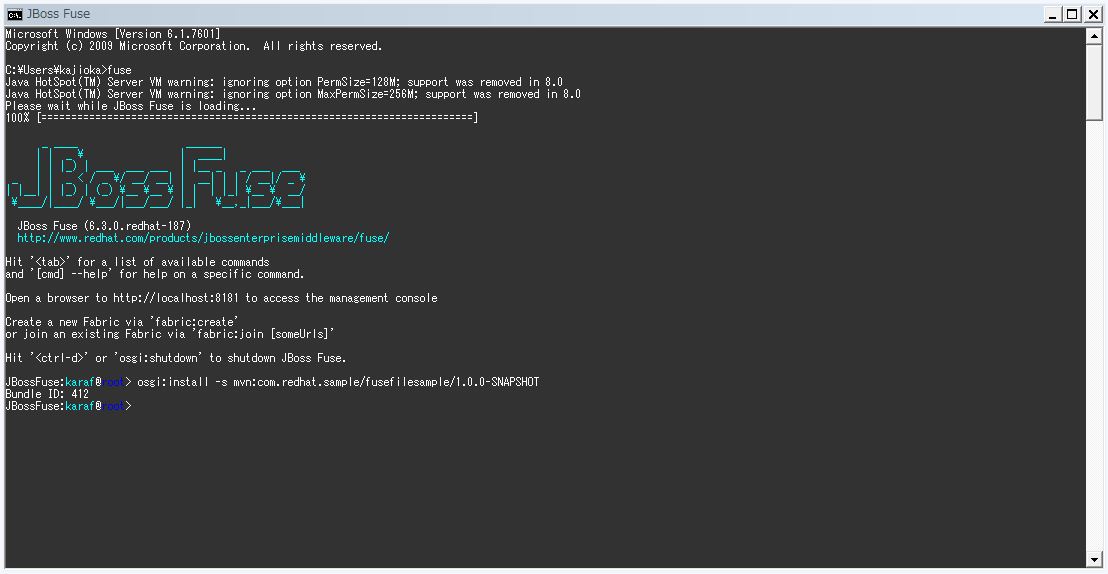 JBoss Fuse
Microsoft Windows [Version 6.1.7601]
Copyright (c) 2009 Microsoft Corporation.  All rights reserved.
C:¥Users¥kajioka>fuse
Java HotSpot(TM) Server VM warning: ignoring option PermSize=128M; support was removed in 8.0
Java HotSpot(TM) Server VM warning: ignoring option MaxPermSize=256M; support was removed in 8.0
Please wait while JBoss Fuse is loading...
100% [========================================================================]
JBossFuse
JBoss Fuse (6.3.0.redhat-187)
http://www.redhat.com/products/jbossenterprisemiddleware/fuse/
Hit '<tab>' for a list of available commands
and '[cmd] --help' for help on a specific command.
Open a browser to http://localhost:8181 to access the management console
Create a new Fabric via 'fabric:create'
or join an existing Fabric via 'fabric:join [someUrls]'
Hit '<ctrl-d>' or 'osgi:shutdown' to shutdown JBoss Fuse.
JBossFuse:karaf@root> osgi:install -s mvn:com.redhat.sample/fusefilesample/1.0.0-SNAPSHOT
Bundle ID: 412
JBossFuse:karaf@root>